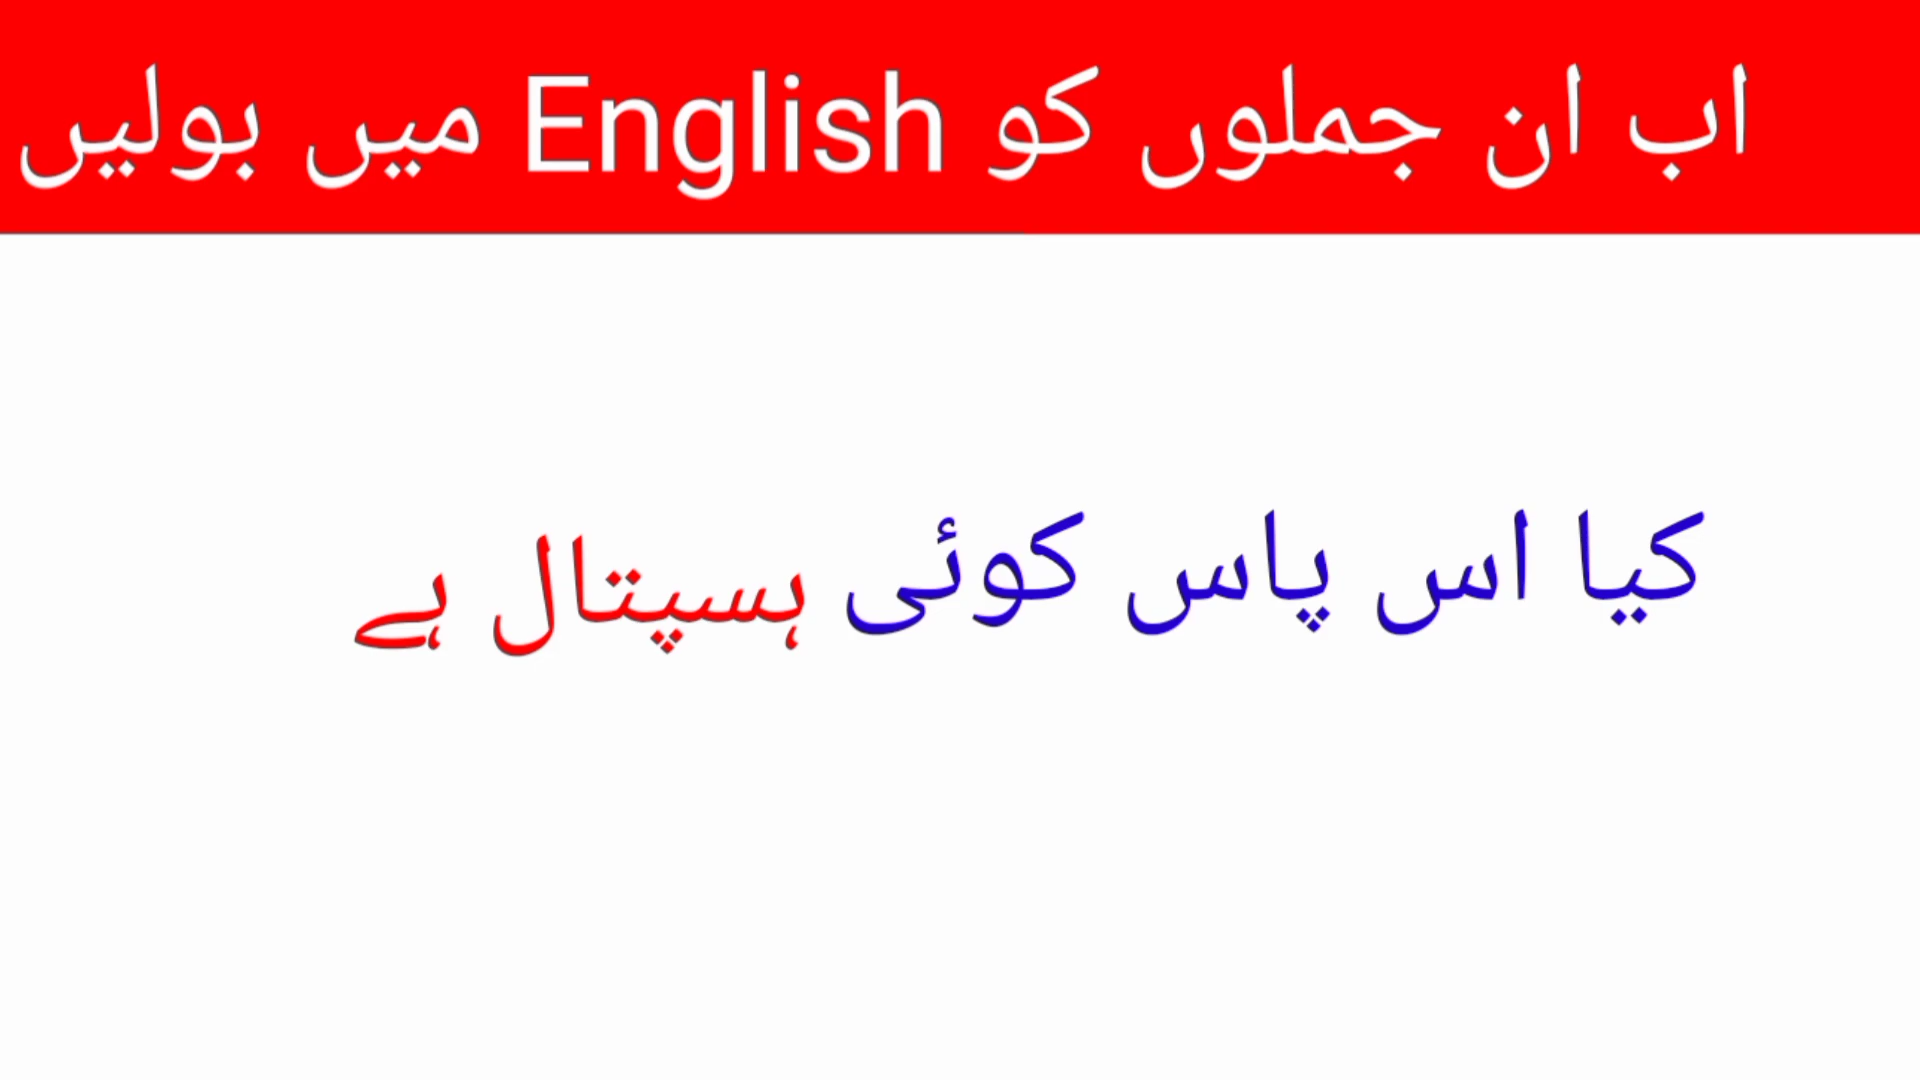 اب ان جملوں کو English میں بولیں
کیا اس پاس کوئی ہسپتال ہے